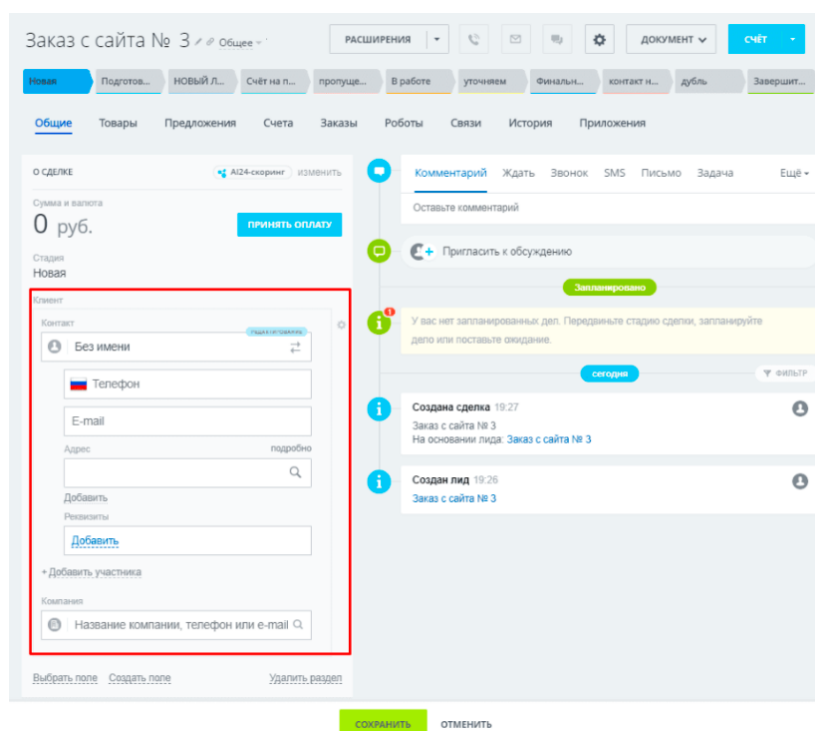 Заказ с сайта № 3 Общее
РАСШИРЕНИЯ ДОКУМЕНТ СЧЁТ
Новая Подготов... НОВЫЙ Л... Счёт на п... пропуще... В работе уточняем Финальн... контакт н... дубль Завершит...
Общие Товары Предложения Счета Заказы Роботы Связи История Приложения
О СДЕЛКЕ AI24-скоринг ИЗМЕНИТЬ
Сумма и валюта
0 руб. ПРИНЯТЬ ОПЛАТУ
Стадия
Новая
Клиент
Контакт
редактирование
Без имени
Телефон
E-mail
Адрес подробно
Добавить
Реквизиты
Добавить
+ Добавить участника
Компания
Название компании, телефон или e-mail
Выбрать поле Создать поле Удалить раздел
Комментарий Ждать Звонок SMS Письмо Задача Ещё
Оставьте комментарий
Пригласить к обсуждению
Запланировано
1
У вас нет запланированных дел. Передвиньте стадию сделки, запланируйте
дело или поставьте ожидание.
сегодня ФИЛЬТР
Создана сделка 19:27
Заказ с сайта № 3
На основании лида: Заказ с сайта № 3
Создан лид 19:26
Заказ с сайта № 3
СОХРАНИТЬ ОТМЕНИТЬ